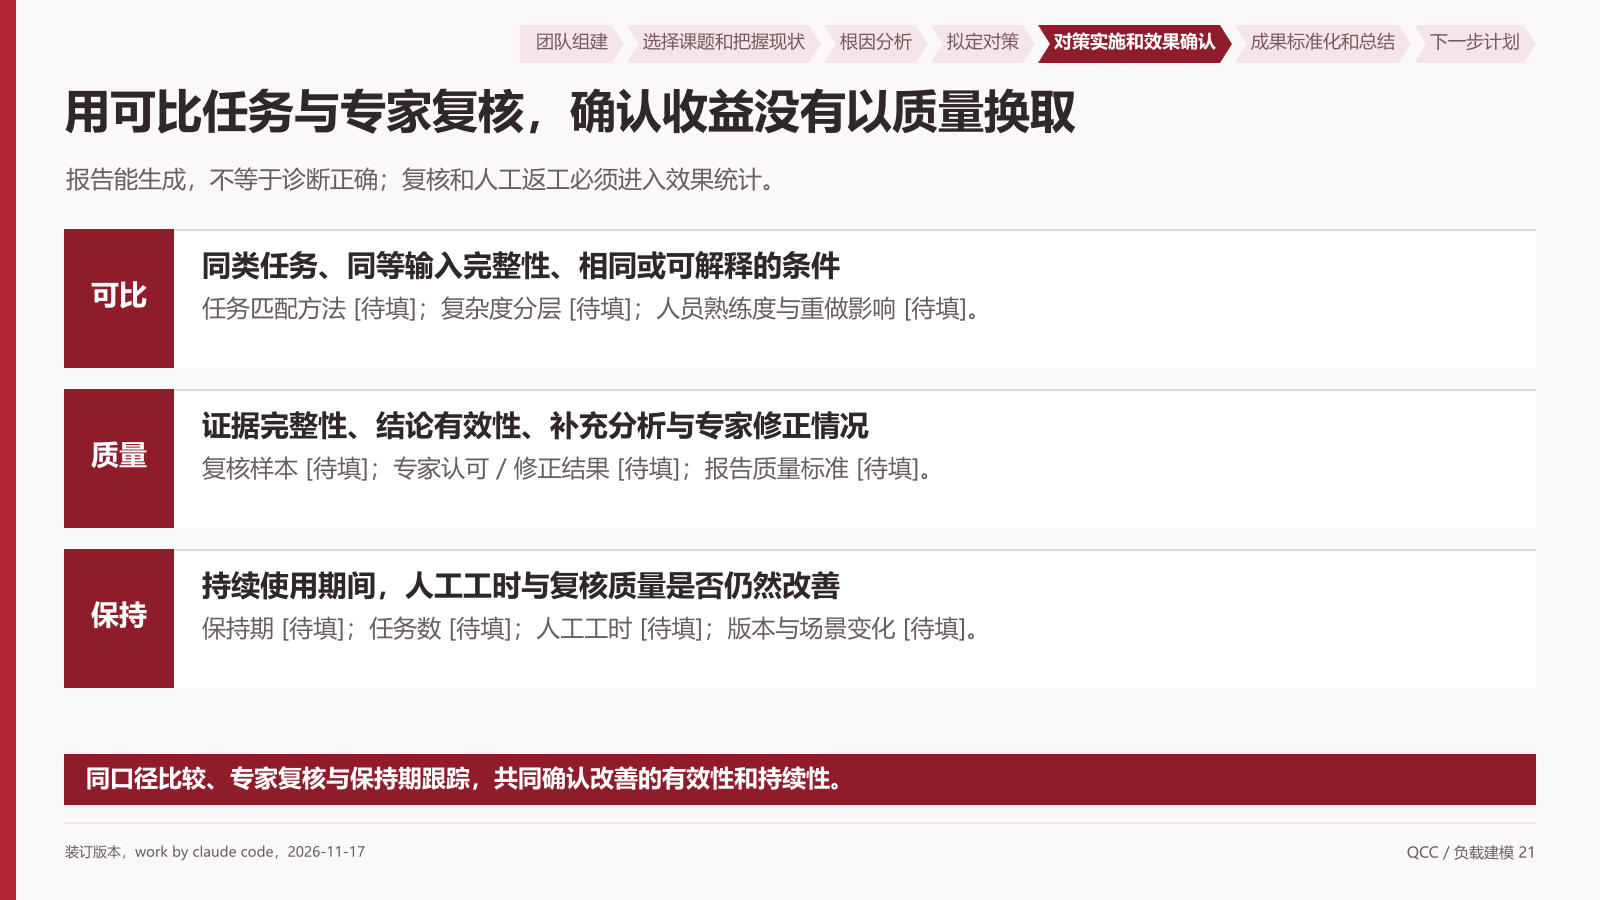 团队组建
选择课题和把握现状
根因分析
拟定对策
对策实施和效果确认
成果标准化和总结
下一步计划
用可比任务与专家复核，确认收益没有以质量换取
报告能生成，不等于诊断正确；复核和人工返工必须进入效果统计。
可比
同类任务、同等输入完整性、相同或可解释的条件
任务匹配方法 [待填]；复杂度分层 [待填]；人员熟练度与重做影响 [待填]。
质量
证据完整性、结论有效性、补充分析与专家修正情况
复核样本 [待填]；专家认可 / 修正结果 [待填]；报告质量标准 [待填]。
保持
持续使用期间，人工工时与复核质量是否仍然改善
保持期 [待填]；任务数 [待填]；人工工时 [待填]；版本与场景变化 [待填]。
同口径比较、专家复核与保持期跟踪，共同确认改善的有效性和持续性。
装订版本，work by claude code，2026-11-17
QCC / 负载建模 21